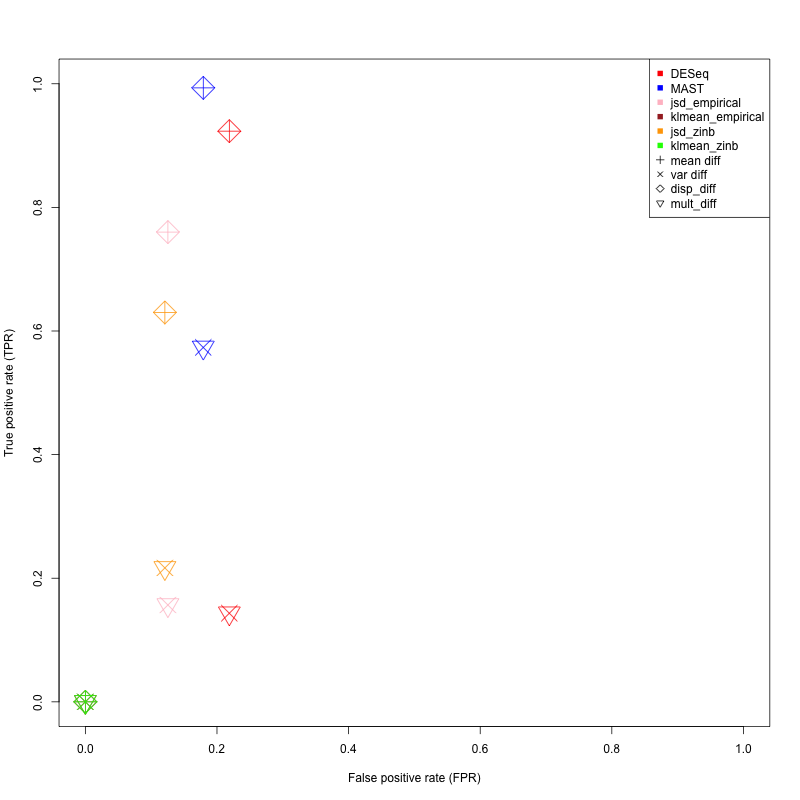 DESeq
MAST
jsd_empirical
klmean_empirical
jsd_zinb
klmean_zinb
mean diff
var diff
disp_diff
mult_diff
1.0
0.8
0.6
0.4
0.2
0.0
True positive rate (TPR)
0.0 0.2 0.4 0.6 0.8 1.0
False positive rate (FPR)